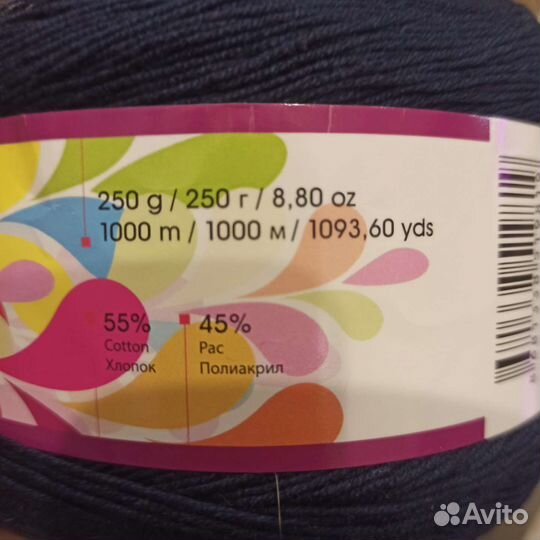 250 g / 250 г / 8,80 oz
1000 m / 1000 м / 1093,60 yds
55% 45%
Cotton Pac
Хлопок Полиакрил
Avito